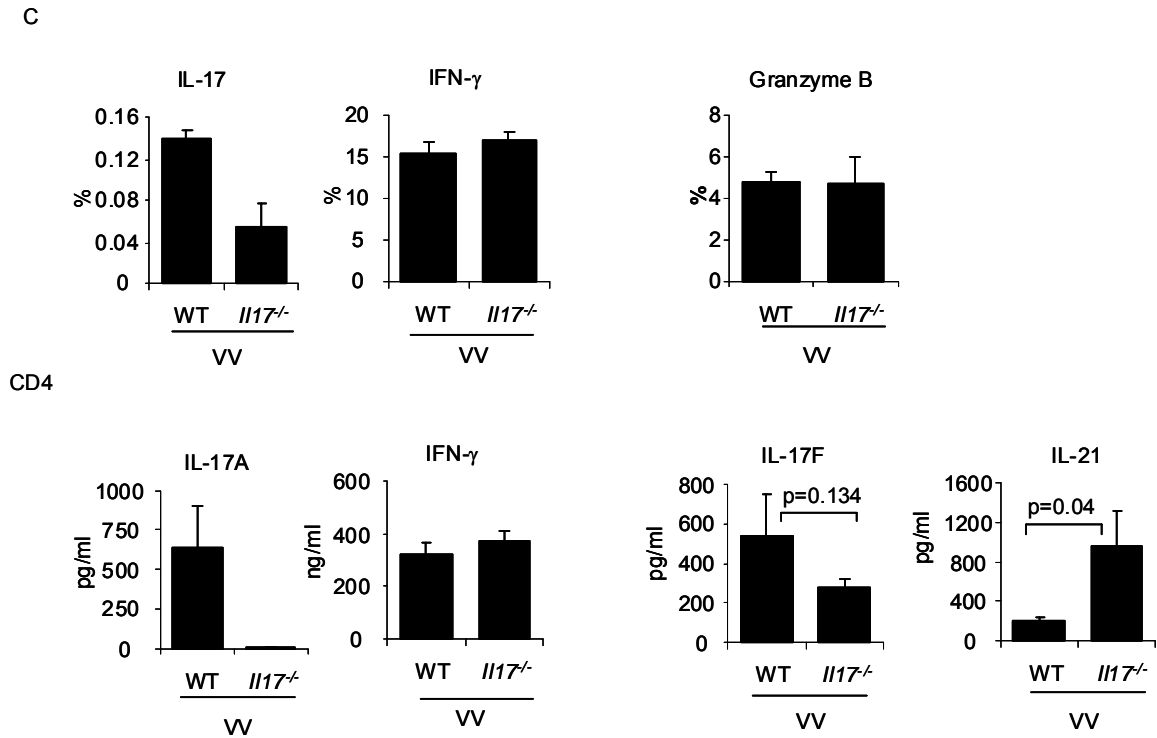 C
IL-17
IFN-γ
Granzyme B
0.16
0.12
0.08
0.04
0
%
WT
Il17-/-
VV
20
15
10
5
0
%
WT
Il17-/-
VV
8
6
4
2
0
%
WT
Il17-/-
VV
CD4
IL-17A
1000
750
500
250
0
pg/ml
WT
Il17-/-
VV
IFN-γ
600
400
200
0
ng/ml
WT
Il17-/-
VV
IL-17F
800
600
400
200
0
pg/ml
p=0.134
WT
Il17-/-
VV
IL-21
1600
1200
800
400
0
pg/ml
p=0.04
WT
Il17-/-
VV